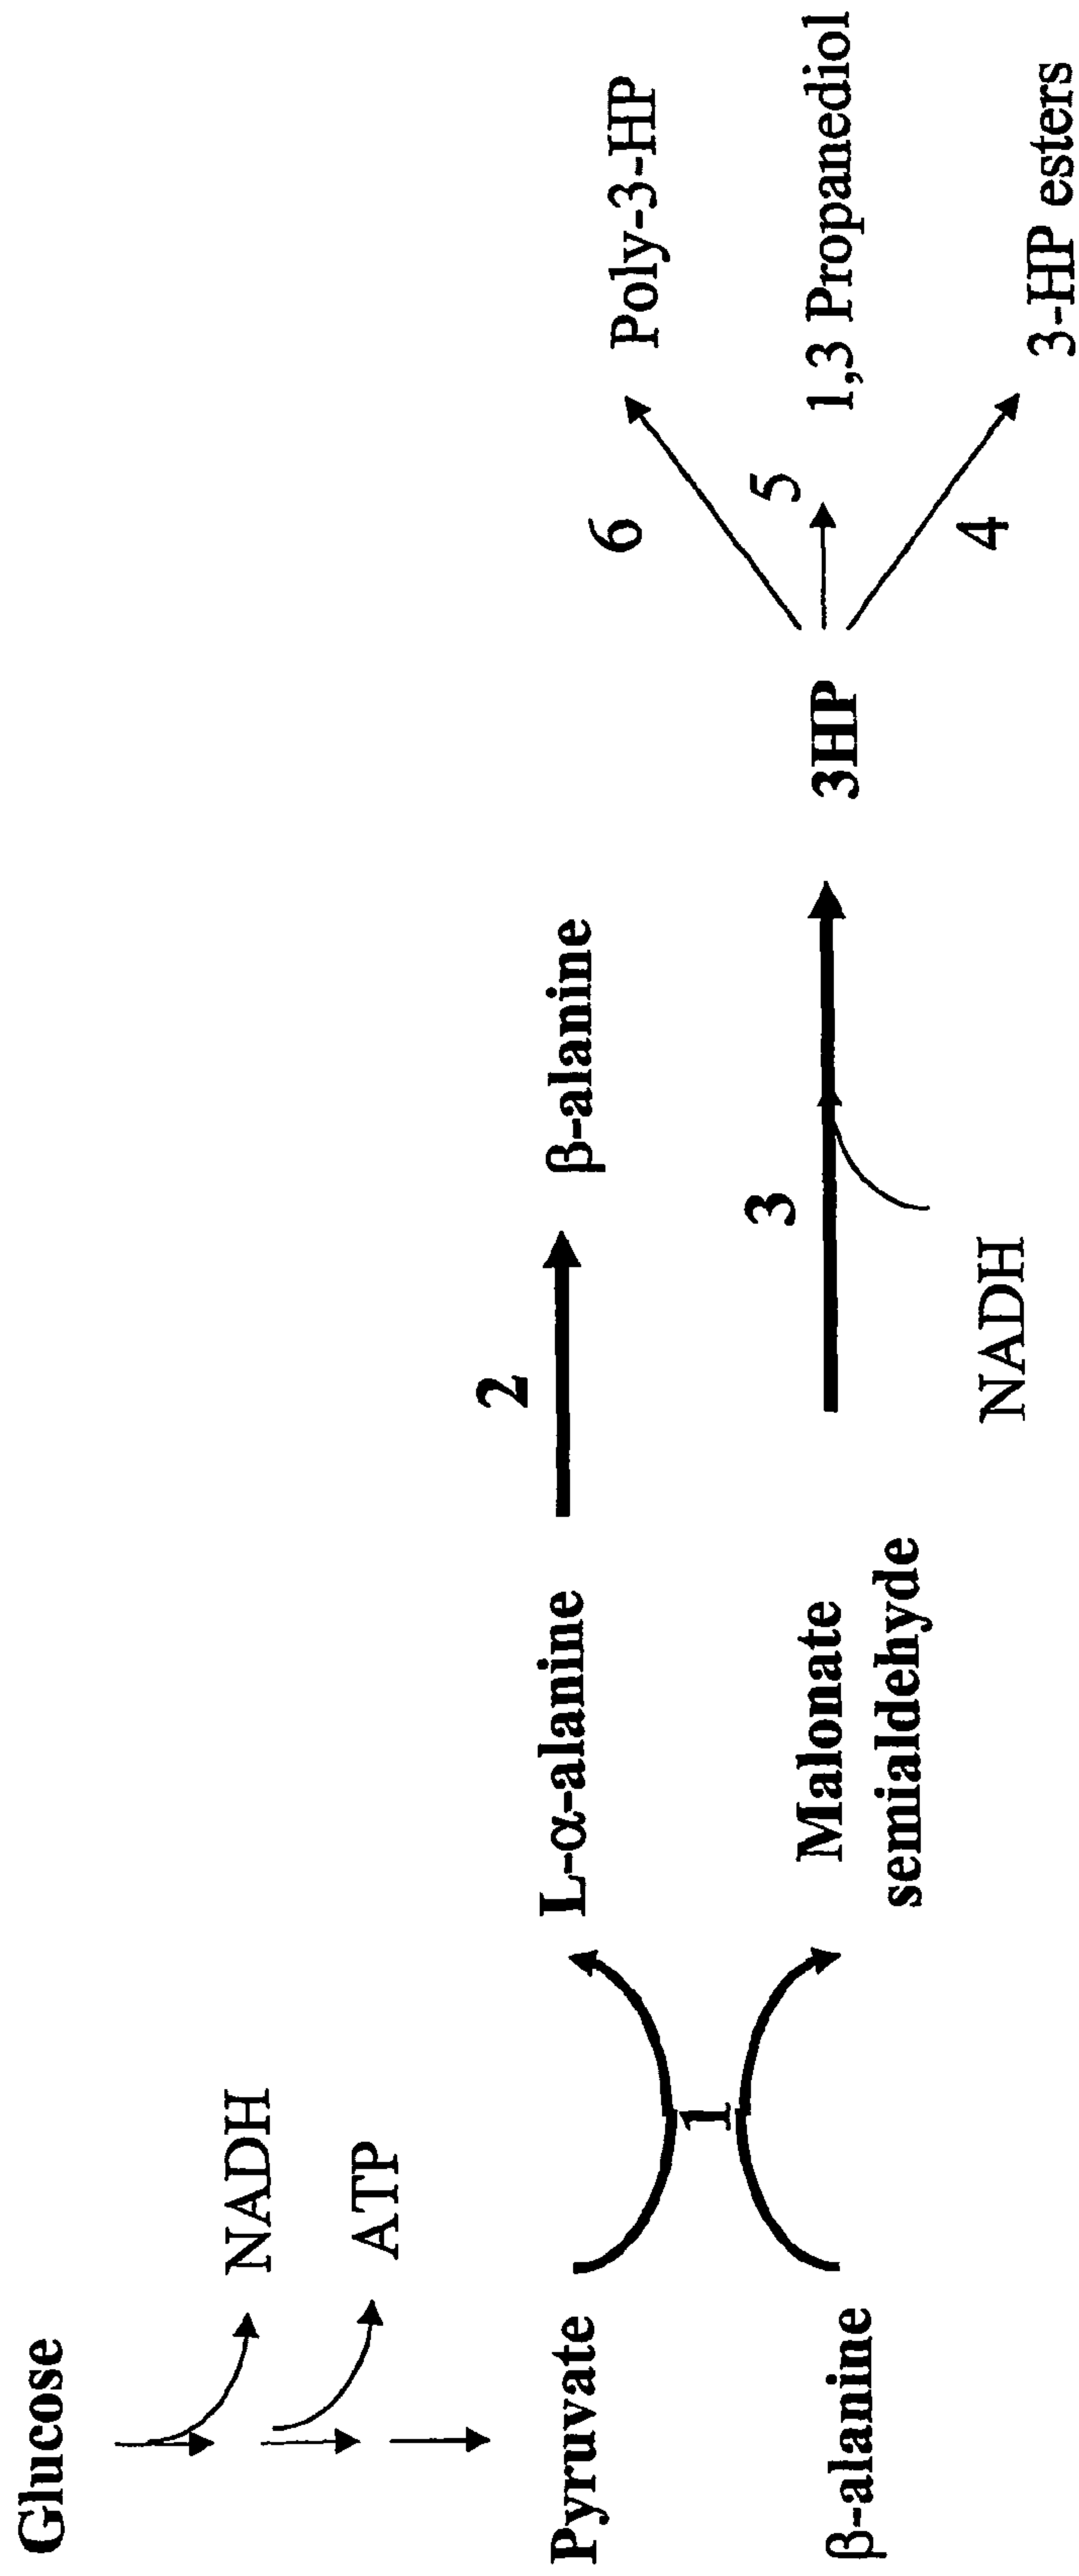 Glucose
NADH
ATP
Pyruvate
L-α-alanine
2
β-alanine
1
β-alanine
Malonate
semialdehyde
3
NADH
3HP
6
Poly-3-HP
5
1,3 Propanediol
4
3-HP esters